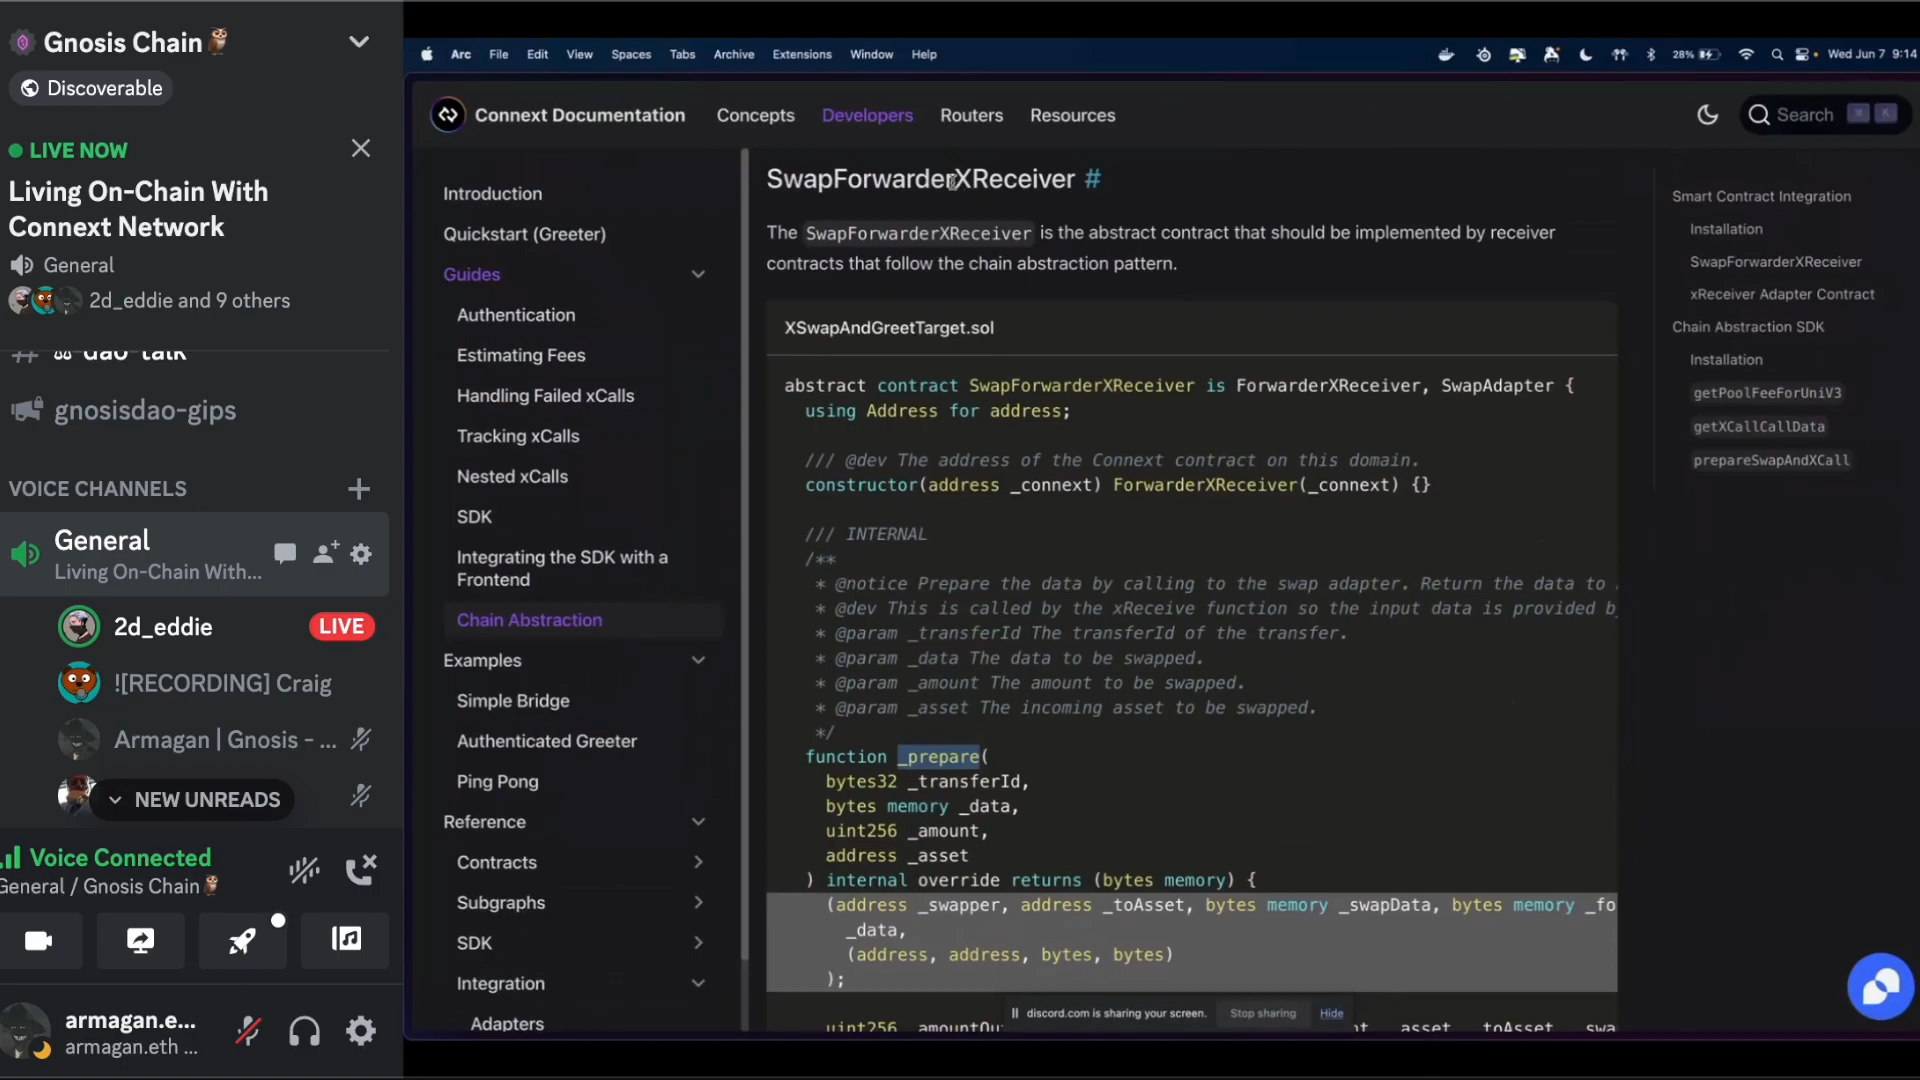 Gnosis Chain🦉
Discoverable
LIVE NOW
Living On-Chain With
Connext Network
General
2d_eddie and 9 others
dao-talk
gnosisdao-gips
VOICE CHANNELS
General
Living On-Chain With...
2d_eddie
LIVE
![RECORDING] Craig
Armagan | Gnosis - ...
NEW UNREADS
Voice Connected
General / Gnosis Chain🦉
armagan.e...
armagan.eth ...
Arc File Edit View Spaces Tabs Archive Extensions Window Help
28%
Wed Jun 7 9:14
Connext Documentation
Concepts
Developers
Routers
Resources
Search ⌘ K
Introduction
Quickstart (Greeter)
Guides
Authentication
Estimating Fees
Handling Failed xCalls
Tracking xCalls
Nested xCalls
SDK
Integrating the SDK with a
Frontend
Chain Abstraction
Examples
Simple Bridge
Authenticated Greeter
Ping Pong
Reference
Contracts
Subgraphs
SDK
Integration
Adapters
SwapForwarderXReceiver #
The SwapForwarderXReceiver is the abstract contract that should be implemented by receiver
contracts that follow the chain abstraction pattern.
XSwapAndGreetTarget.sol
abstract contract SwapForwarderXReceiver is ForwarderXReceiver, SwapAdapter {
using Address for address;
/// @dev The address of the Connext contract on this domain.
constructor(address _connext) ForwarderXReceiver(_connext) {}
/// INTERNAL
/**
* @notice Prepare the data by calling to the swap adapter. Return the data to
* @dev This is called by the xReceive function so the input data is provided b
* @param _transferId The transferId of the transfer.
* @param _data The data to be swapped.
* @param _amount The amount to be swapped.
* @param _asset The incoming asset to be swapped.
*/
function _prepare(
bytes32 _transferId,
bytes memory _data,
uint256 _amount,
address _asset
) internal override returns (bytes memory) {
(address _swapper, address _toAsset, bytes memory _swapData, bytes memory _fo
_data,
(address, address, bytes, bytes)
);
uint256 _amountOu
t, _asset, _toAsset, _swa
discord.com is sharing your screen.
Stop sharing
Hide
Smart Contract Integration
Installation
SwapForwarderXReceiver
xReceiver Adapter Contract
Chain Abstraction SDK
Installation
getPoolFeeForUniV3
getXCallCallData
prepareSwapAndXCall